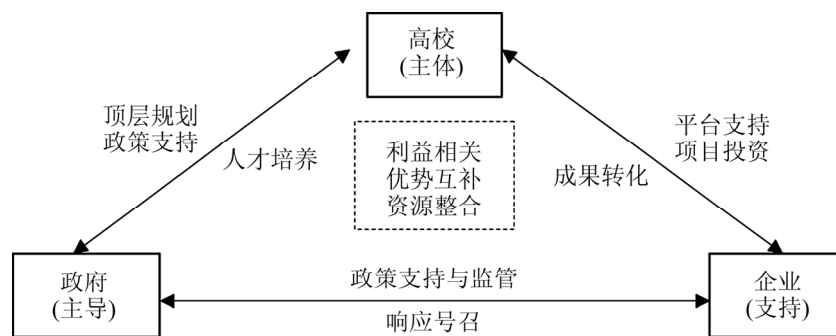 高校
(主体)
顶层规划
政策支持
人才培养
利益相关
优势互补
资源整合
平台支持
项目投资
成果转化
政府
(主导)
政策支持与监管
响应号召
企业
(支持)